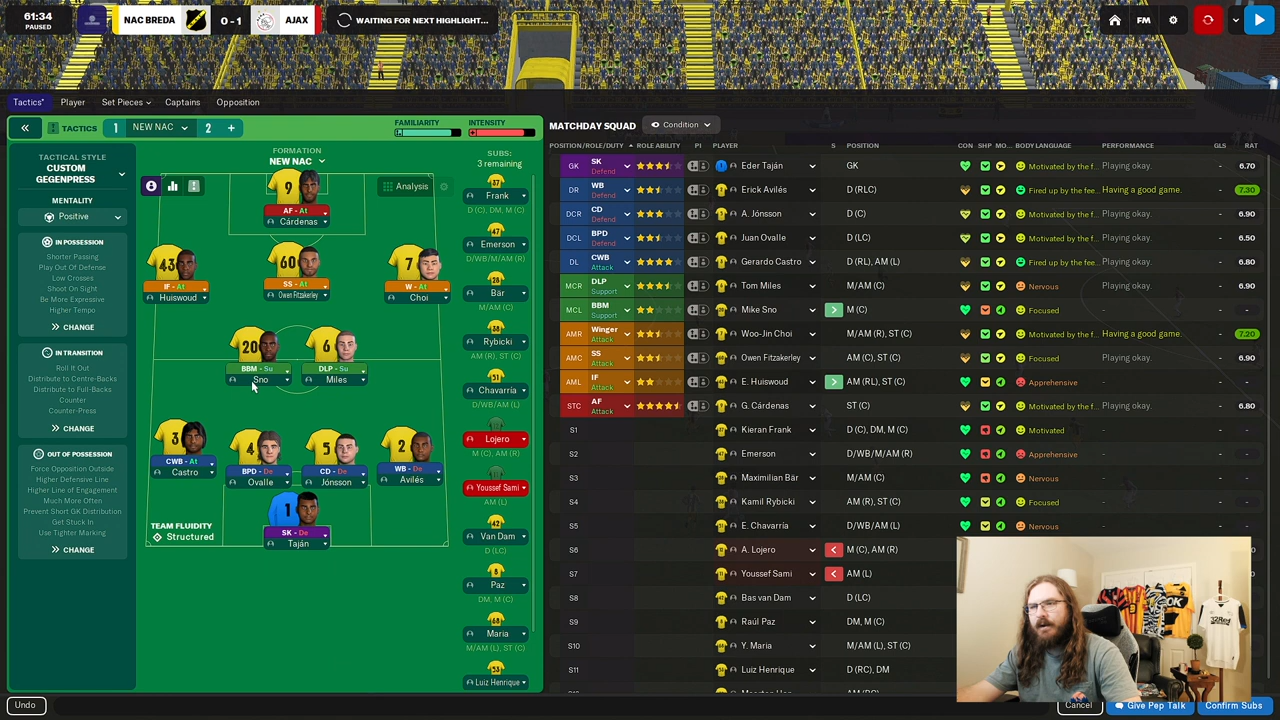 61:34
PAUSED
NAC BREDA
0 - 1
AJAX
WAITING FOR NEXT HIGHLIGHT...
FM
Tactics*
Player
Set Pieces
Captains
Opposition
TACTICS
1
NEW NAC
2
+
FAMILIARITY
INTENSITY
TACTICAL STYLE
CUSTOM
GEGENPRESS
MENTALITY
Positive
IN POSSESSION
Shorter Passing
Play Out Of Defense
Low Crosses
Shoot On Sight
Be More Expressive
Higher Tempo
CHANGE
IN TRANSITION
Roll It Out
Distribute to Centre-Backs
Distribute to Full-Backs
Counter
Counter-Press
CHANGE
OUT OF POSSESSION
Force Opposition Outside
Higher Defensive Line
Higher Line of Engagement
Much More Often
Prevent Short GK Distribution
Get Stuck In
Use Tighter Marking
CHANGE
FORMATION
NEW NAC
Analysis
9
AF - At
Cárdenas
43
IF - At
Huiswoud
60
SS - At
Owen Fitzakerley
7
W - At
Choi
20
BBM - Su
Sno
6
DLP - Su
Miles
3
CWB - At
Castro
4
BPD - De
Ovalle
5
CD - De
Jónsson
2
WB - De
Avilés
1
SK - De
Taján
TEAM FLUIDITY
Structured
SUBS:
3 remaining
37
Frank
D (C), DM, M (C)
47
Emerson
D/WB/M/AM (R)
28
Bär
M/AM (C)
38
Rybicki
AM (R), ST (C)
51
Chavarría
D/WB/AM (L)
Lojero
M (C), AM (R)
Youssef Sami
AM (L)
42
Van Dam
D (LC)
8
Paz
DM, M (C)
68
Maria
M/AM (L), ST (C)
53
Luiz Henrique
MATCHDAY SQUAD
Condition
POSITION/ROLE/DUTY ROLE ABILITY PI PLAYER S POSITION CON SHP MO... BODY LANGUAGE PERFORMANCE GLS RAT
GK SK Defend Eder Taján GK Motivated by the f... Playing okay. - 6.70
DR WB Defend Erick Avilés D (RLC) Fired up by the fee... Having a good game. - 7.30
DCR CD Defend A. Jónsson D (C) Motivated by the f... Playing okay. - 6.90
DCL BPD Defend Juan Ovalle D (C) Motivated by the f... Playing okay. - 6.50
DL CWB Attack Gerardo Castro D (RL), AM (L) Fired up by the fee... Playing okay. - 6.80
MCR DLP Support Tom Miles M/AM (C) Nervous Playing okay. - 6.90
MCL BBM Support Mike Sno M (C) Focused - -
AMR Winger Attack Woo-Jin Choi M/AM (R), ST (C) Motivated by the f... Having a good game. - 7.20
AMC SS Attack Owen Fitzakerley AM (C), ST (C) Focused Playing okay. - 6.90
AML IF Attack E. Huiswoud AM (RL), ST (C) Apprehensive - -
STC AF Attack G. Cárdenas ST (C) Motivated by the f... Playing okay. - 6.80
S1 Kieran Frank D (C), DM, M (C) Motivated - -
S2 Emerson D/WB/M/AM (R) Apprehensive - -
S3 Maximilian Bär M/AM (C) Nervous - -
S4 Kamil Rybicki AM (R), ST (C) Focused - -
S5 E. Chavarría D/WB/AM (L) Nervous - -
S6 A. Lojero M (C), AM (R)
S7 Youssef Sami AM (L)
S8 Bas van Dam D (LC)
S9 Raúl Paz DM, M (C)
S10 Y. Maria M/AM (L), ST (C)
S11 Luiz Henrique D (RC), DM
Undo
Cancel
Give Pep Talk
Confirm Subs